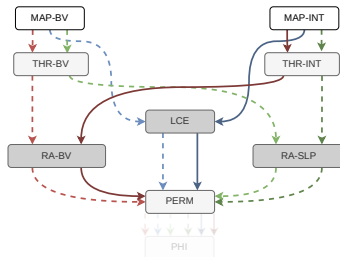 MAP-BV
MAP-INT
THR-BV
THR-INT
LCE
RA-BV
RA-SLP
PERM
PHI